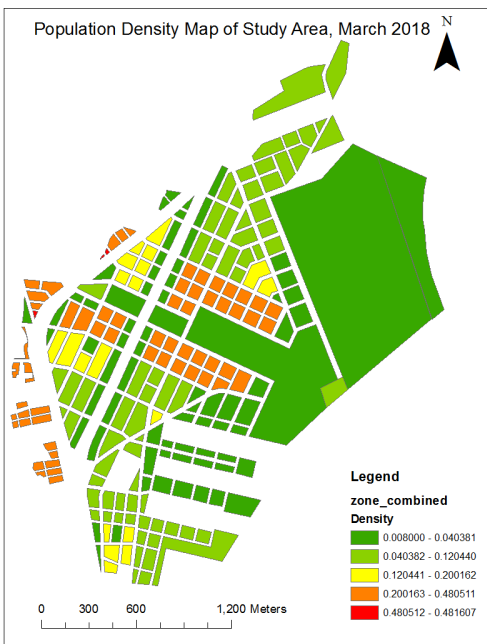 Population Density Map of Study Area, March 2018
N
Legend
zone_combined
Density
0.008000 - 0.040381
0.040382 - 0.120440
0.120441 - 0.200162
0.200163 - 0.480511
0.480512 - 0.481607
0 300 600 1,200 Meters